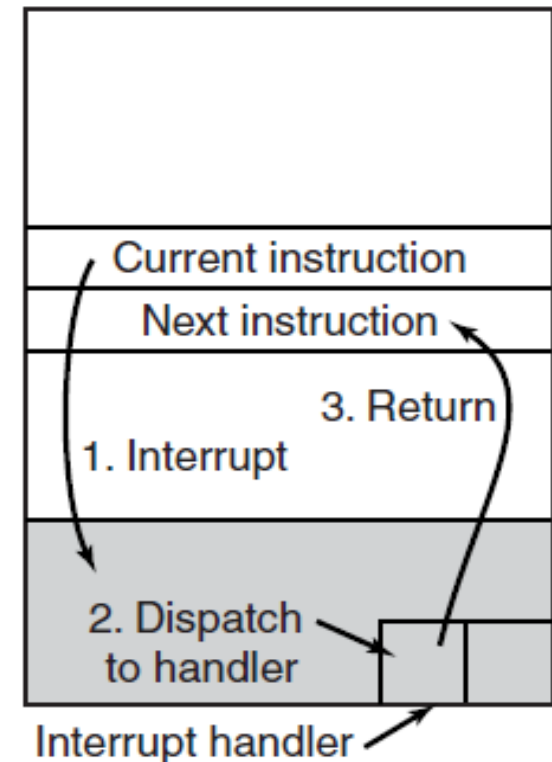 Current instruction
Next instruction
3. Return
1. Interrupt
2. Dispatch
to handler
Interrupt handler